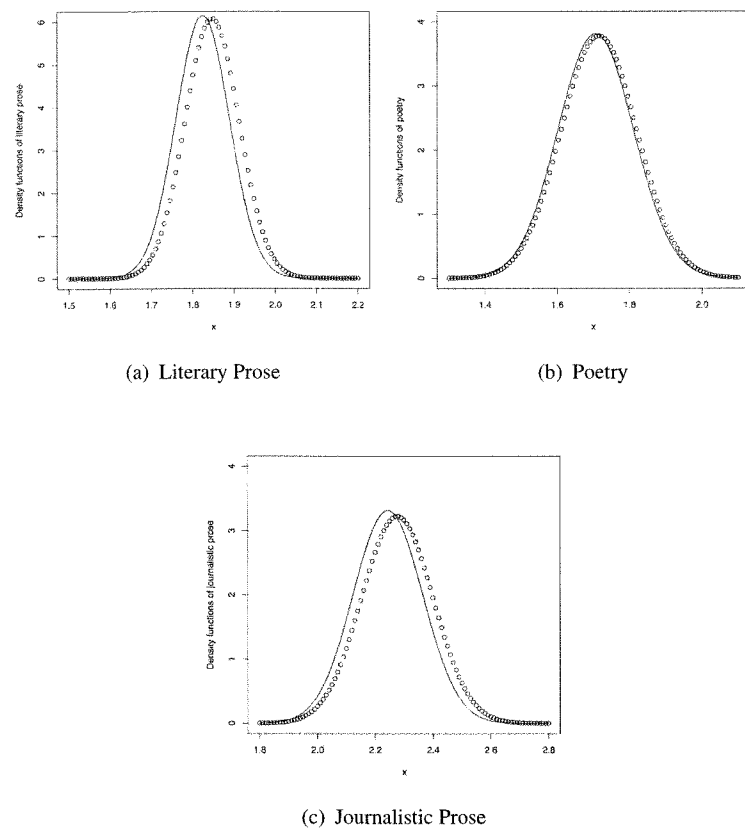 Density functions of literary prose
6
5
4
3
2
1
0
1.5 1.6 1.7 1.8 1.9 2.0 2.1 2.2
x
(a) Literary Prose
Density functions of poetry
4
3
2
1
0
1.4 1.6 1.8 2.0
x
(b) Poetry
Density functions of journalistic prose
4
3
2
1
0
1.8 2.0 2.2 2.4 2.6 2.8
x
(c) Journalistic Prose